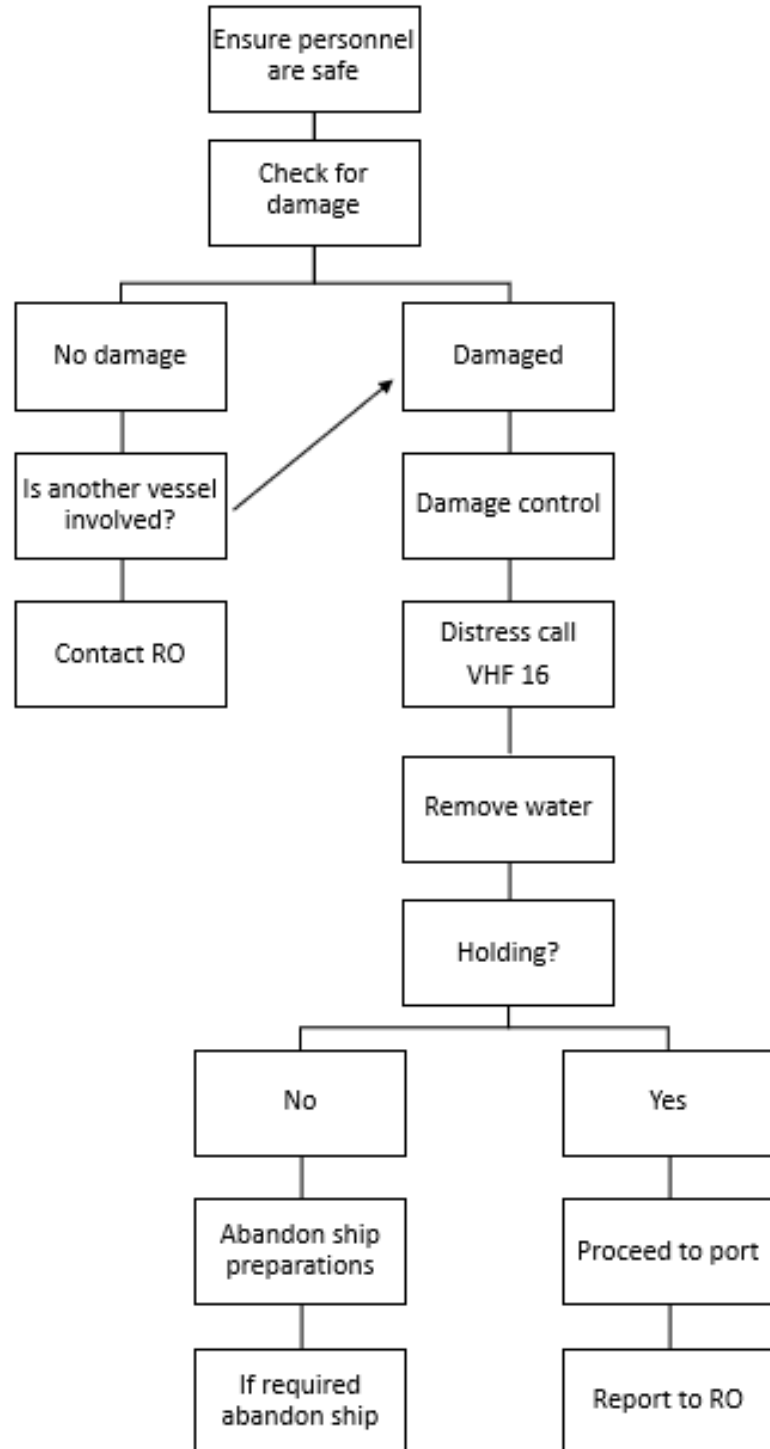 Ensure personnel
are safe
Check for
damage
No damage
Damaged
Is another vessel
involved?
Damage control
Contact RO
Distress call
VHF 16
Remove water
Holding?
No
Yes
Abandon ship
preparations
Proceed to port
If required
abandon ship
Report to RO